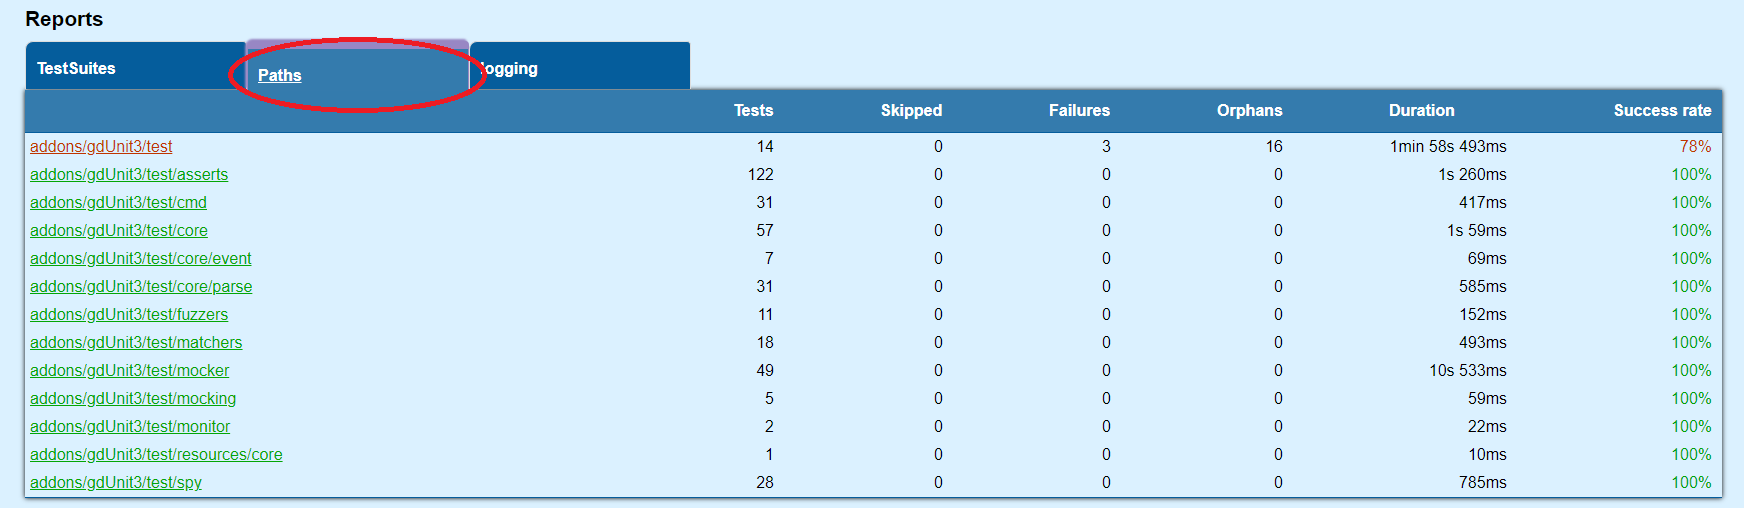 Reports
TestSuites Paths logging
Tests Skipped Failures Orphans Duration Success rate
addons/gdUnit3/test 14 0 3 16 1min 58s 493ms 78%
addons/gdUnit3/test/asserts 122 0 0 0 1s 260ms 100%
addons/gdUnit3/test/cmd 31 0 0 0 417ms 100%
addons/gdUnit3/test/core 57 0 0 0 1s 59ms 100%
addons/gdUnit3/test/core/event 7 0 0 0 69ms 100%
addons/gdUnit3/test/core/parse 31 0 0 0 585ms 100%
addons/gdUnit3/test/fuzzers 11 0 0 0 152ms 100%
addons/gdUnit3/test/matchers 18 0 0 0 493ms 100%
addons/gdUnit3/test/mocker 49 0 0 0 10s 533ms 100%
addons/gdUnit3/test/mocking 5 0 0 0 59ms 100%
addons/gdUnit3/test/monitor 2 0 0 0 22ms 100%
addons/gdUnit3/test/resources/core 1 0 0 0 10ms 100%
addons/gdUnit3/test/spy 28 0 0 0 785ms 100%